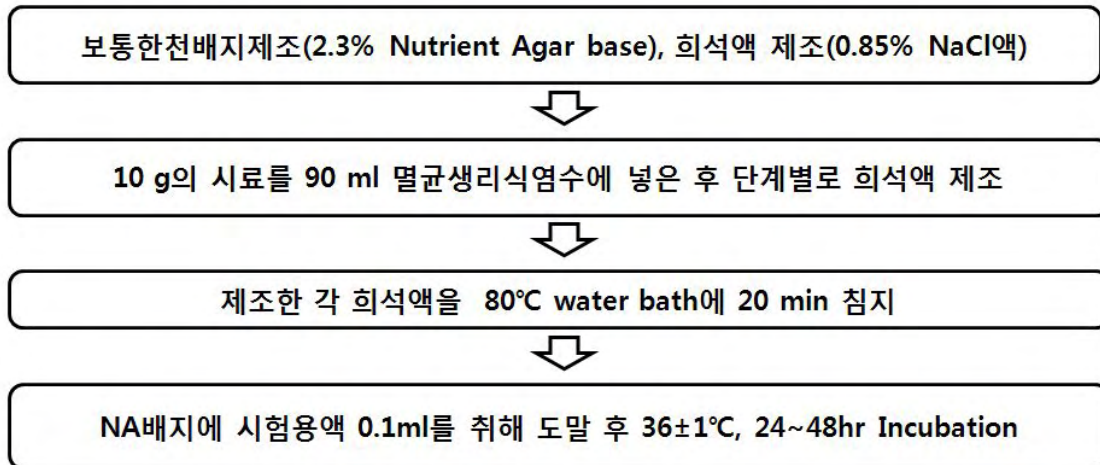 보통한천배지제조(2.3% Nutrient Agar base), 희석액 제조(0.85% NaCl액)
10 g의 시료를 90 ml 멸균생리식염수에 넣은 후 단계별로 희석액 제조
제조한 각 희석액을 80℃ water bath에 20 min 침지
NA배지에 시험용액 0.1ml를 취해 도말 후 36±1℃, 24~48hr Incubation